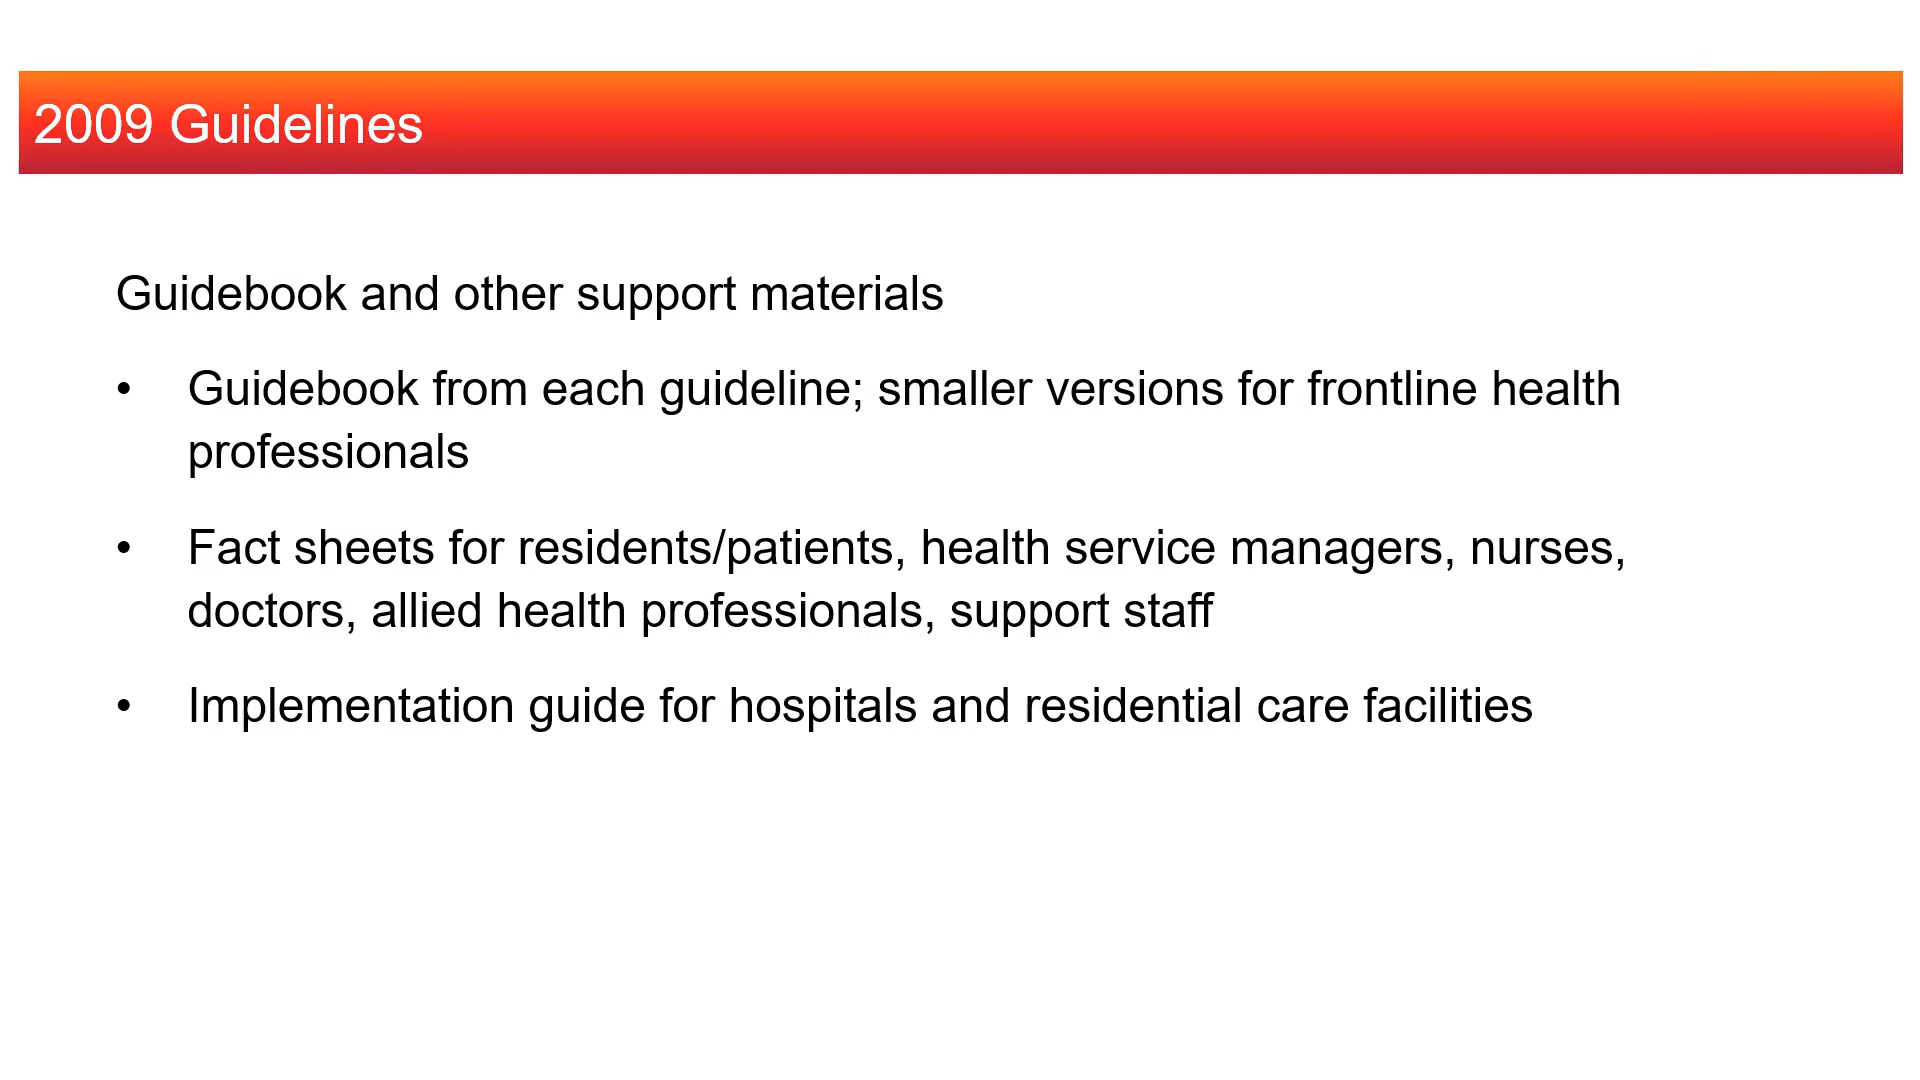 2009 Guidelines
Guidebook and other support materials
• Guidebook from each guideline; smaller versions for frontline health
professionals
• Fact sheets for residents/patients, health service managers, nurses,
doctors, allied health professionals, support staff
• Implementation guide for hospitals and residential care facilities